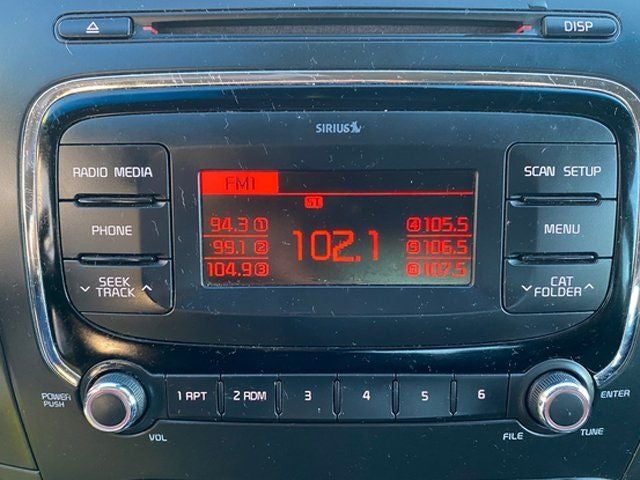 DISP
SIRIUS
RADIO MEDIA
FM1
SCAN SETUP
ST
94.3 1
4 105.5
PHONE
99.1 2
102.1
5 106.5
MENU
104.9 3
6 107.5
SEEK
TRACK
CAT
FOLDER
POWER
PUSH
1 RPT
2 RDM
3
4
5
6
ENTER
VOL
FILE
TUNE